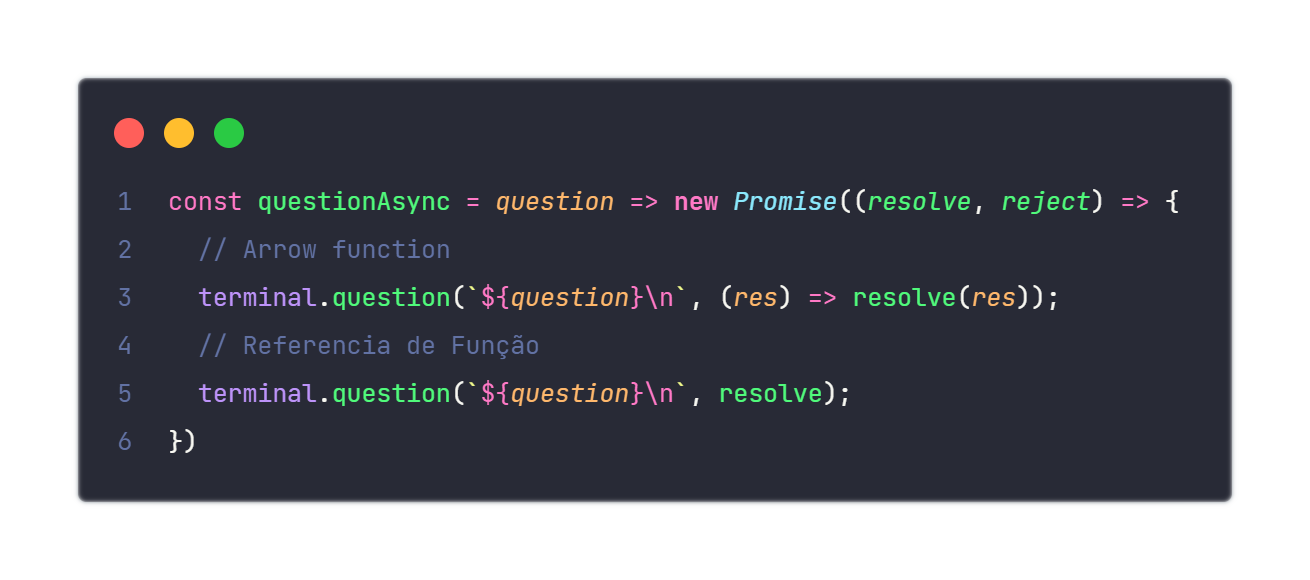 1 const questionAsync = question => new Promise((resolve, reject) => {
2 // Arrow function
3 terminal.question(`${question}\n`, (res) => resolve(res));
4 // Referencia de Função
5 terminal.question(`${question}\n`, resolve);
6 })